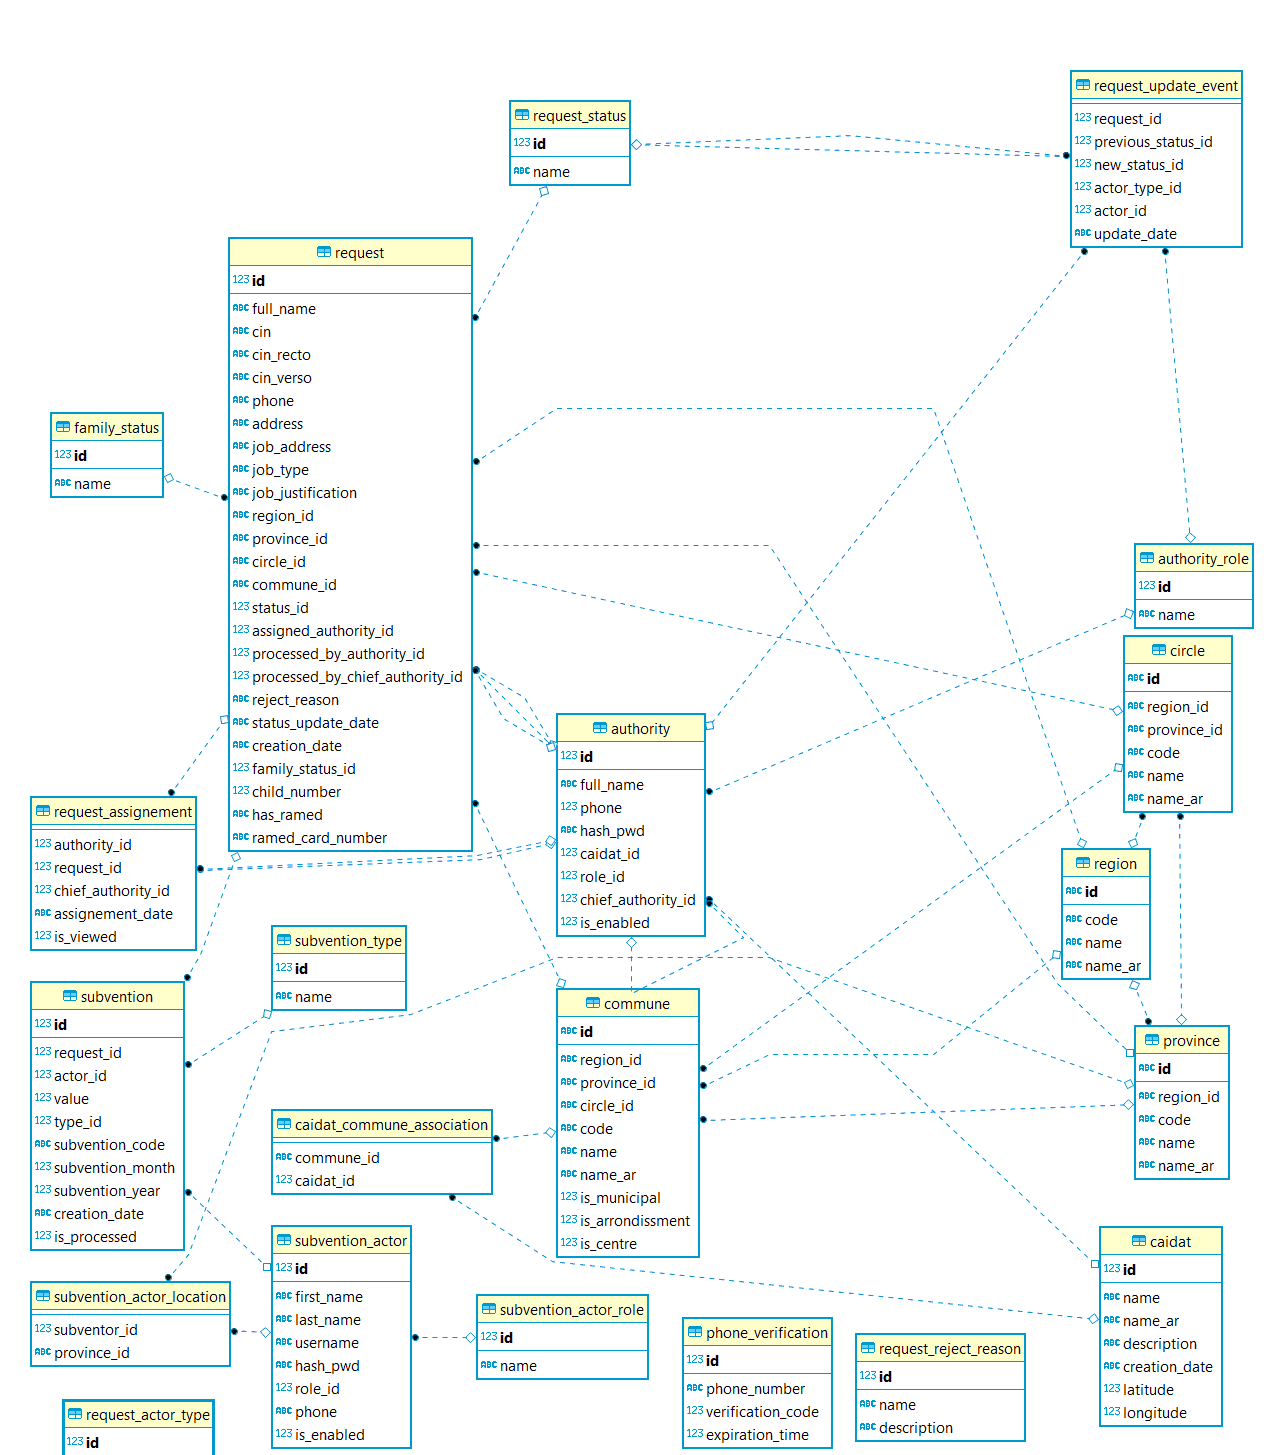 request_update_event
123 request_id
123 previous_status_id
123 new_status_id
123 actor_type_id
123 actor_id
ABC update_date
request_status
123 id
ABC name
request
123 id
ABC full_name
ABC cin
ABC cin_recto
ABC cin_verso
ABC phone
ABC address
ABC job_address
ABC job_type
ABC job_justification
ABC region_id
ABC province_id
ABC circle_id
ABC commune_id
123 status_id
123 assigned_authority_id
123 processed_by_authority_id
123 processed_by_chief_authority_id
ABC reject_reason
ABC status_update_date
ABC creation_date
123 family_status_id
123 child_number
123 has_ramed
ABC ramed_card_number
family_status
123 id
ABC name
authority_role
123 id
ABC name
circle
ABC id
ABC region_id
ABC province_id
ABC code
ABC name
ABC name_ar
authority
123 id
ABC full_name
123 phone
ABC hash_pwd
123 caidat_id
123 role_id
123 chief_authority_id
123 is_enabled
request_assignement
123 authority_id
123 request_id
123 chief_authority_id
ABC assignement_date
123 is_viewed
region
ABC id
ABC code
ABC name
ABC name_ar
subvention_type
123 id
ABC name
subvention
123 id
123 request_id
123 actor_id
123 value
123 type_id
ABC subvention_code
123 subvention_month
123 subvention_year
ABC creation_date
123 is_processed
commune
ABC id
ABC region_id
ABC province_id
ABC circle_id
ABC code
ABC name
ABC name_ar
123 is_municipal
123 is_arrondissment
123 is_centre
province
ABC id
ABC region_id
ABC code
ABC name
ABC name_ar
caidat_commune_association
ABC commune_id
123 caidat_id
subvention_actor
123 id
ABC first_name
ABC last_name
ABC username
ABC hash_pwd
123 role_id
ABC phone
123 is_enabled
caidat
123 id
ABC name
ABC name_ar
ABC description
ABC creation_date
123 latitude
123 longitude
subvention_actor_location
123 subventor_id
ABC province_id
subvention_actor_role
123 id
ABC name
phone_verification
123 id
ABC phone_number
123 verification_code
123 expiration_time
request_reject_reason
123 id
ABC name
ABC description
request_actor_type
123 id